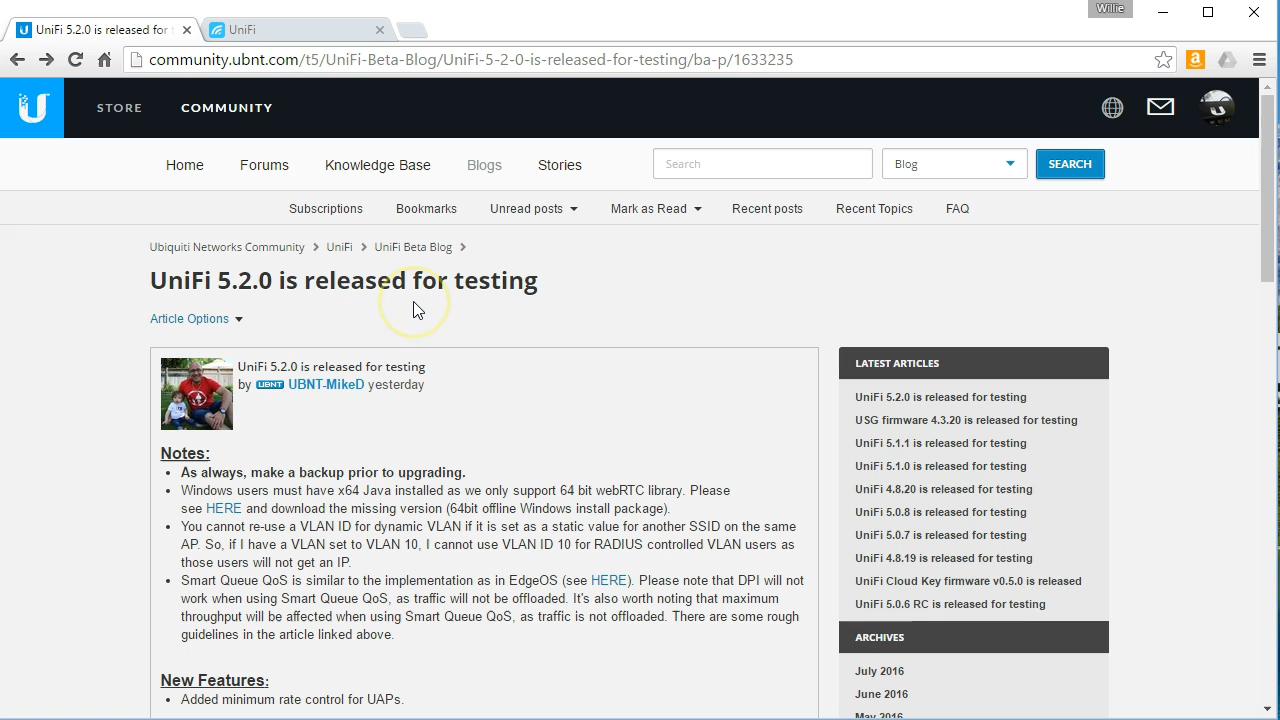 Willie
UniFi 5.2.0 is released for t
UniFi
community.ubnt.com/t5/UniFi-Beta-Blog/UniFi-5-2-0-is-released-for-testing/ba-p/1633235
STORE COMMUNITY
Home Forums Knowledge Base Blogs Stories Search Blog SEARCH
Subscriptions Bookmarks Unread posts Mark as Read Recent posts Recent Topics FAQ
Ubiquiti Networks Community > UniFi > UniFi Beta Blog >
UniFi 5.2.0 is released for testing
Article Options
UniFi 5.2.0 is released for testing
by UBNT UBNT-MikeD yesterday
Notes:
• As always, make a backup prior to upgrading.
• Windows users must have x64 Java installed as we only support 64 bit webRTC library. Please
see HERE and download the missing version (64bit offline Windows install package).
• You cannot re-use a VLAN ID for dynamic VLAN if it is set as a static value for another SSID on the same
AP. So, if I have a VLAN set to VLAN 10, I cannot use VLAN ID 10 for RADIUS controlled VLAN users as
those users will not get an IP.
• Smart Queue QoS is similar to the implementation as in EdgeOS (see HERE). Please note that DPI will not
work when using Smart Queue QoS, as traffic will not be offloaded. It's also worth noting that maximum
throughput will be affected when using Smart Queue QoS, as traffic is not offloaded. There are some rough
guidelines in the article linked above.
New Features:
• Added minimum rate control for UAPs.
LATEST ARTICLES
UniFi 5.2.0 is released for testing
USG firmware 4.3.20 is released for testing
UniFi 5.1.1 is released for testing
UniFi 5.1.0 is released for testing
UniFi 4.8.20 is released for testing
UniFi 5.0.8 is released for testing
UniFi 5.0.7 is released for testing
UniFi 4.8.19 is released for testing
UniFi Cloud Key firmware v0.5.0 is released
UniFi 5.0.6 RC is released for testing
ARCHIVES
July 2016
June 2016
May 2016